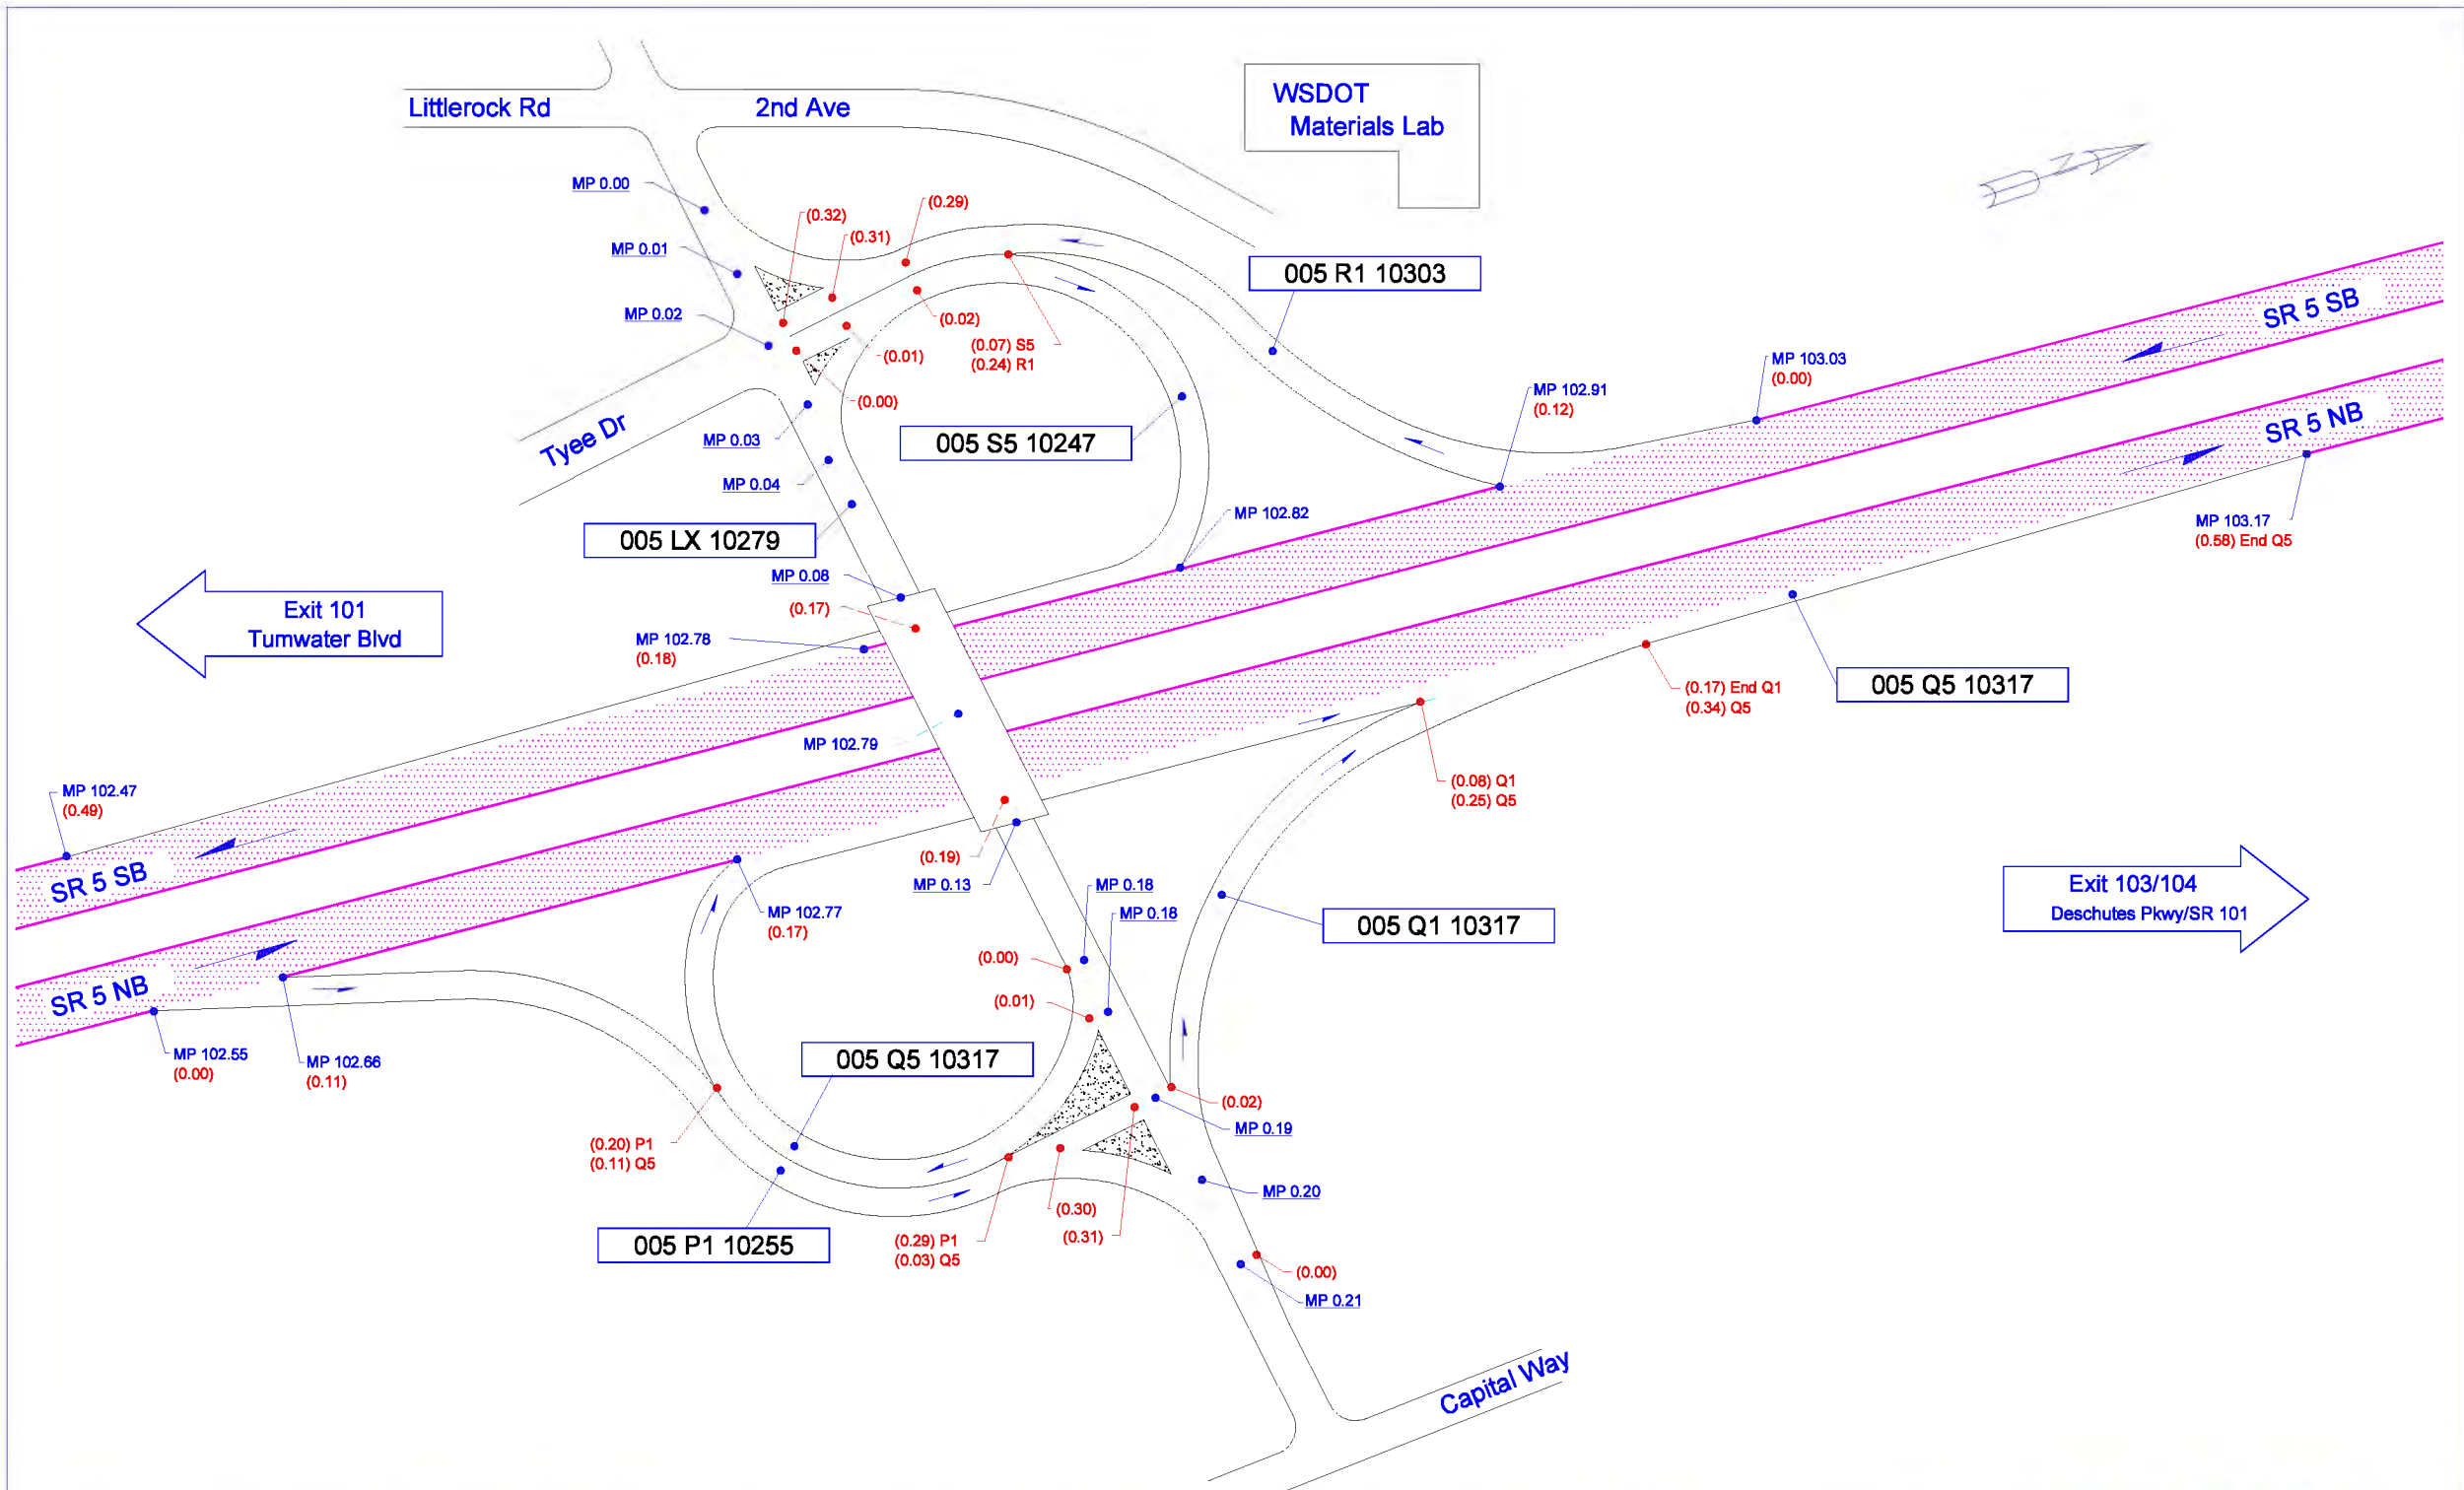 Littlerock Rd
2nd Ave
WSDOT
Materials Lab
N
MP 0.00
(0.32)
(0.29)
(0.31)
MP 0.01
MP 0.02
(0.02)
(0.01)
(0.07) S5
(0.24) R1
(0.00)
005 R1 10303
SR 5 SB
MP 103.03
(0.00)
MP 102.91
(0.12)
SR 5 NB
Tyee Dr
MP 0.03
005 S5 10247
MP 0.04
MP 102.82
MP 103.17
(0.58) End Q5
005 LX 10279
MP 0.08
(0.17)
Exit 101
Tumwater Blvd
MP 102.78
(0.18)
005 Q5 10317
(0.17) End Q1
(0.34) Q5
MP 102.79
MP 102.47
(0.49)
(0.08) Q1
(0.25) Q5
SR 5 SB
(0.19)
MP 0.13
MP 0.18
MP 0.18
Exit 103/104
Deschutes Pkwy/SR 101
MP 102.77
(0.17)
005 Q1 10317
(0.00)
SR 5 NB
(0.01)
MP 102.55
(0.00)
MP 102.66
(0.11)
005 Q5 10317
(0.02)
MP 0.19
(0.20) P1
(0.11) Q5
MP 0.20
(0.30)
(0.31)
005 P1 10255
(0.29) P1
(0.03) Q5
(0.00)
MP 0.21
Capital Way